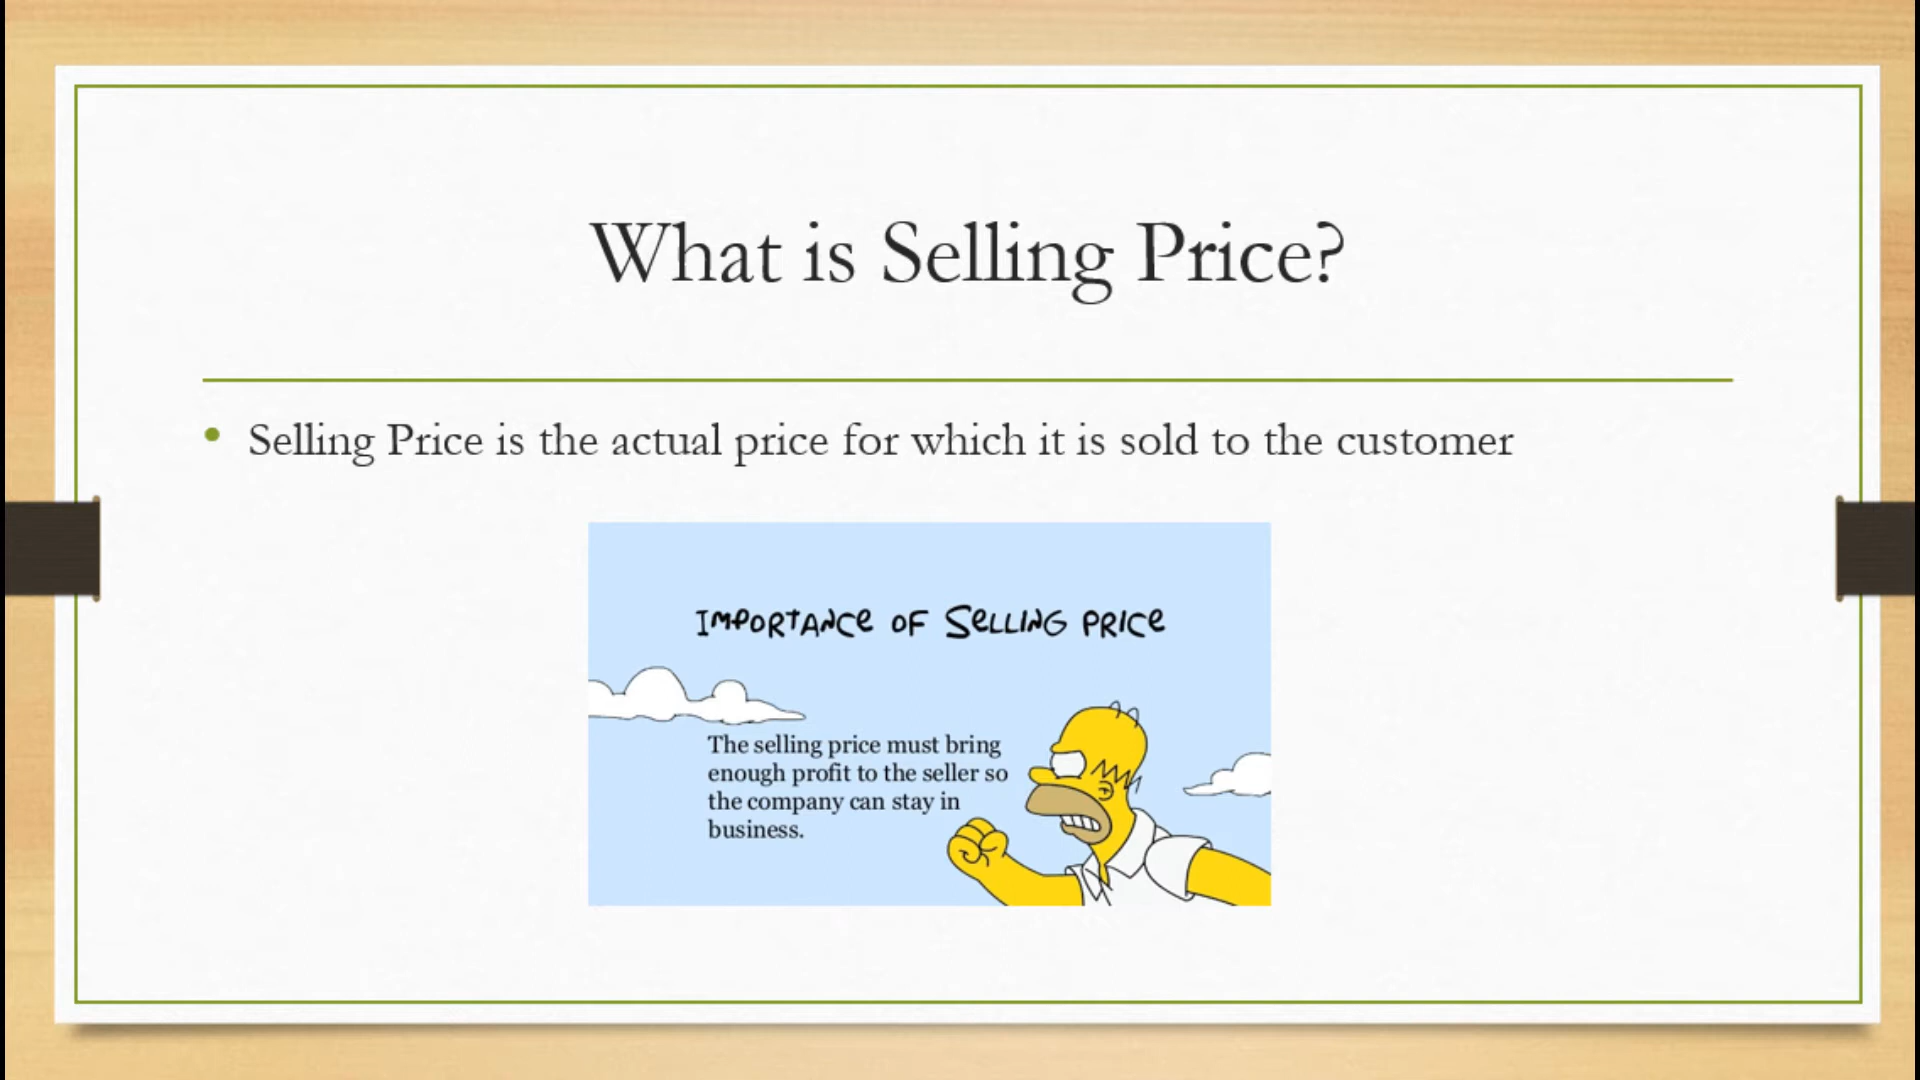 What is Selling Price?
• Selling Price is the actual price for which it is sold to the customer
IMPORTANCE OF SELLING PRICE
The selling price must bring
enough profit to the seller so
the company can stay in
business.